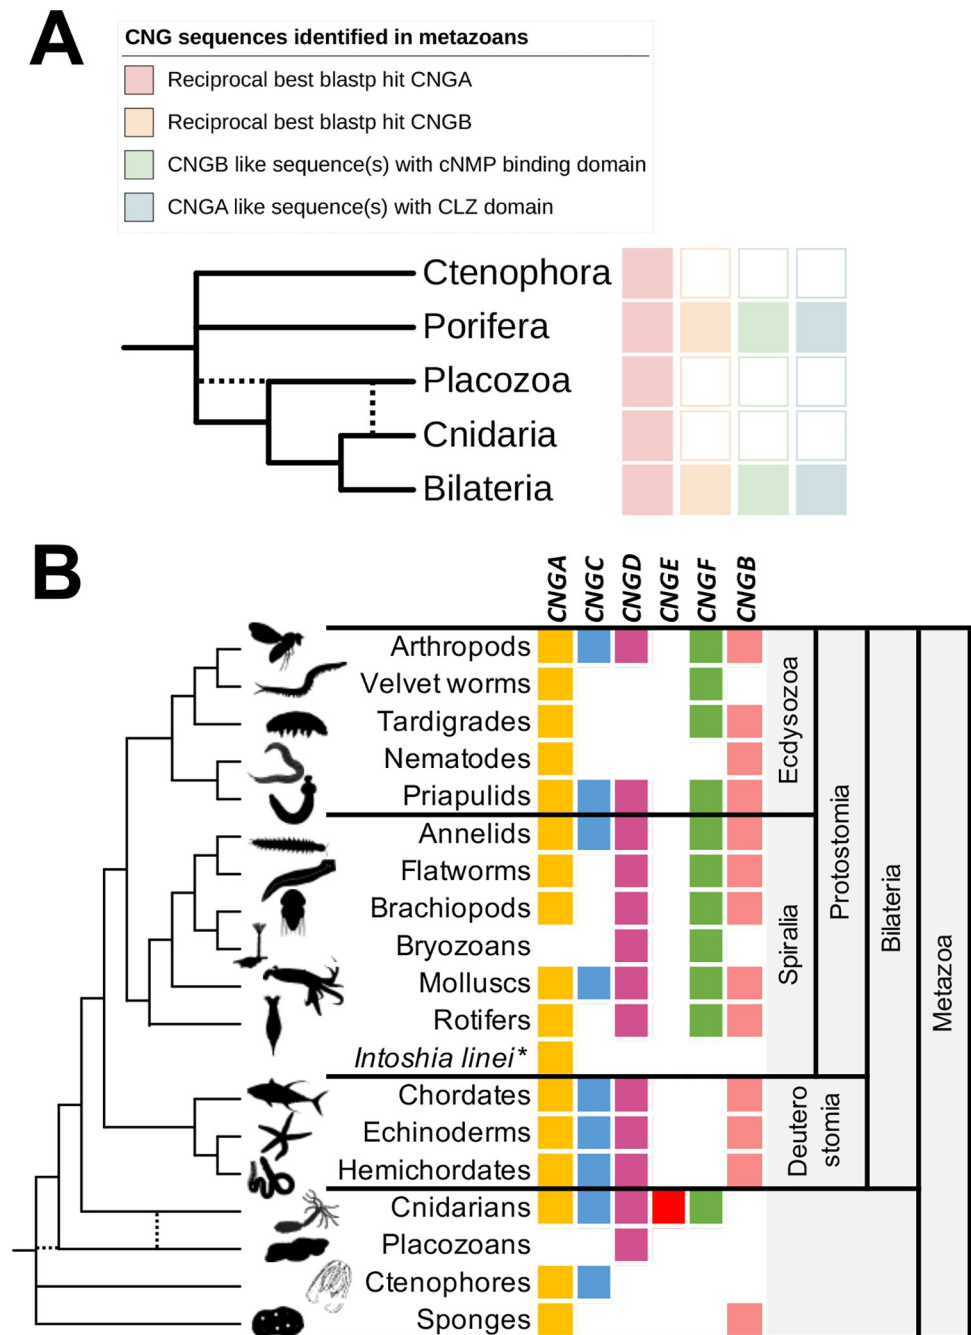 A
CNG sequences identified in metazoans
Reciprocal best blastp hit CNGA
Reciprocal best blastp hit CNGB
CNGB like sequence(s) with cNMP binding domain
CNGA like sequence(s) with CLZ domain
Ctenophora
Porifera
Placozoa
Cnidaria
Bilateria
B
CNGA CNGC CNGD CNGE CNGF CNGB
Arthropods
Velvet worms
Tardigrades
Nematodes
Priapulids
Annelids
Flatworms
Brachiopods
Bryozoans
Molluscs
Rotifers
Intoshia linei*
Chordates
Echinoderms
Hemichordates
Cnidarians
Placozoans
Ctenophores
Sponges
Ecdysozoa
Spiralia
Deutero
stomia
Protostomia
Bilateria
Metazoa